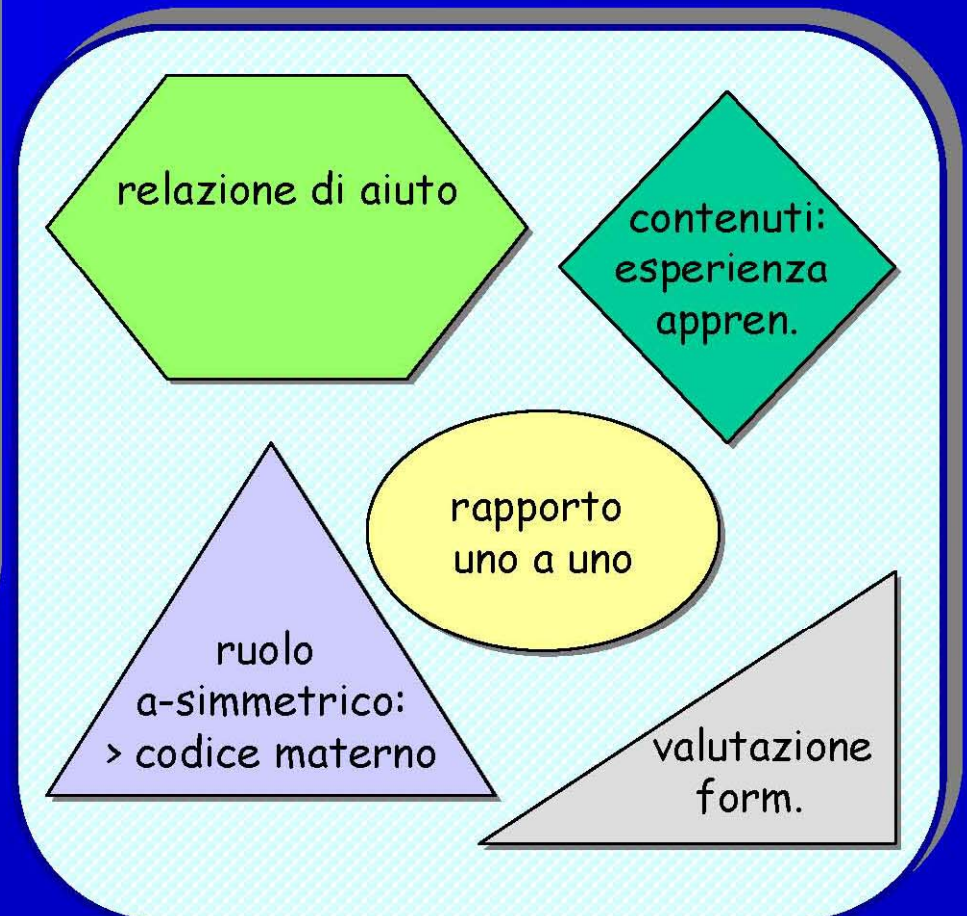 relazione di aiuto
contenuti:
esperienza
appren.
rapporto
uno a uno
ruolo
a-simmetrico:
> codice materno
valutazione
form.